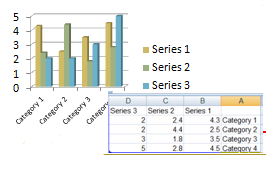 5
4
3
2
1
0
Category 1
Category 2
Category 3
Series 1
Series 2
Series 3
D C B A
Series 3 Series 2 Series 1
2 2.4 4.3 Category 1
2 4.4 2.5 Category 2
3 1.8 3.5 Category 3
5 2.8 4.5 Category 4